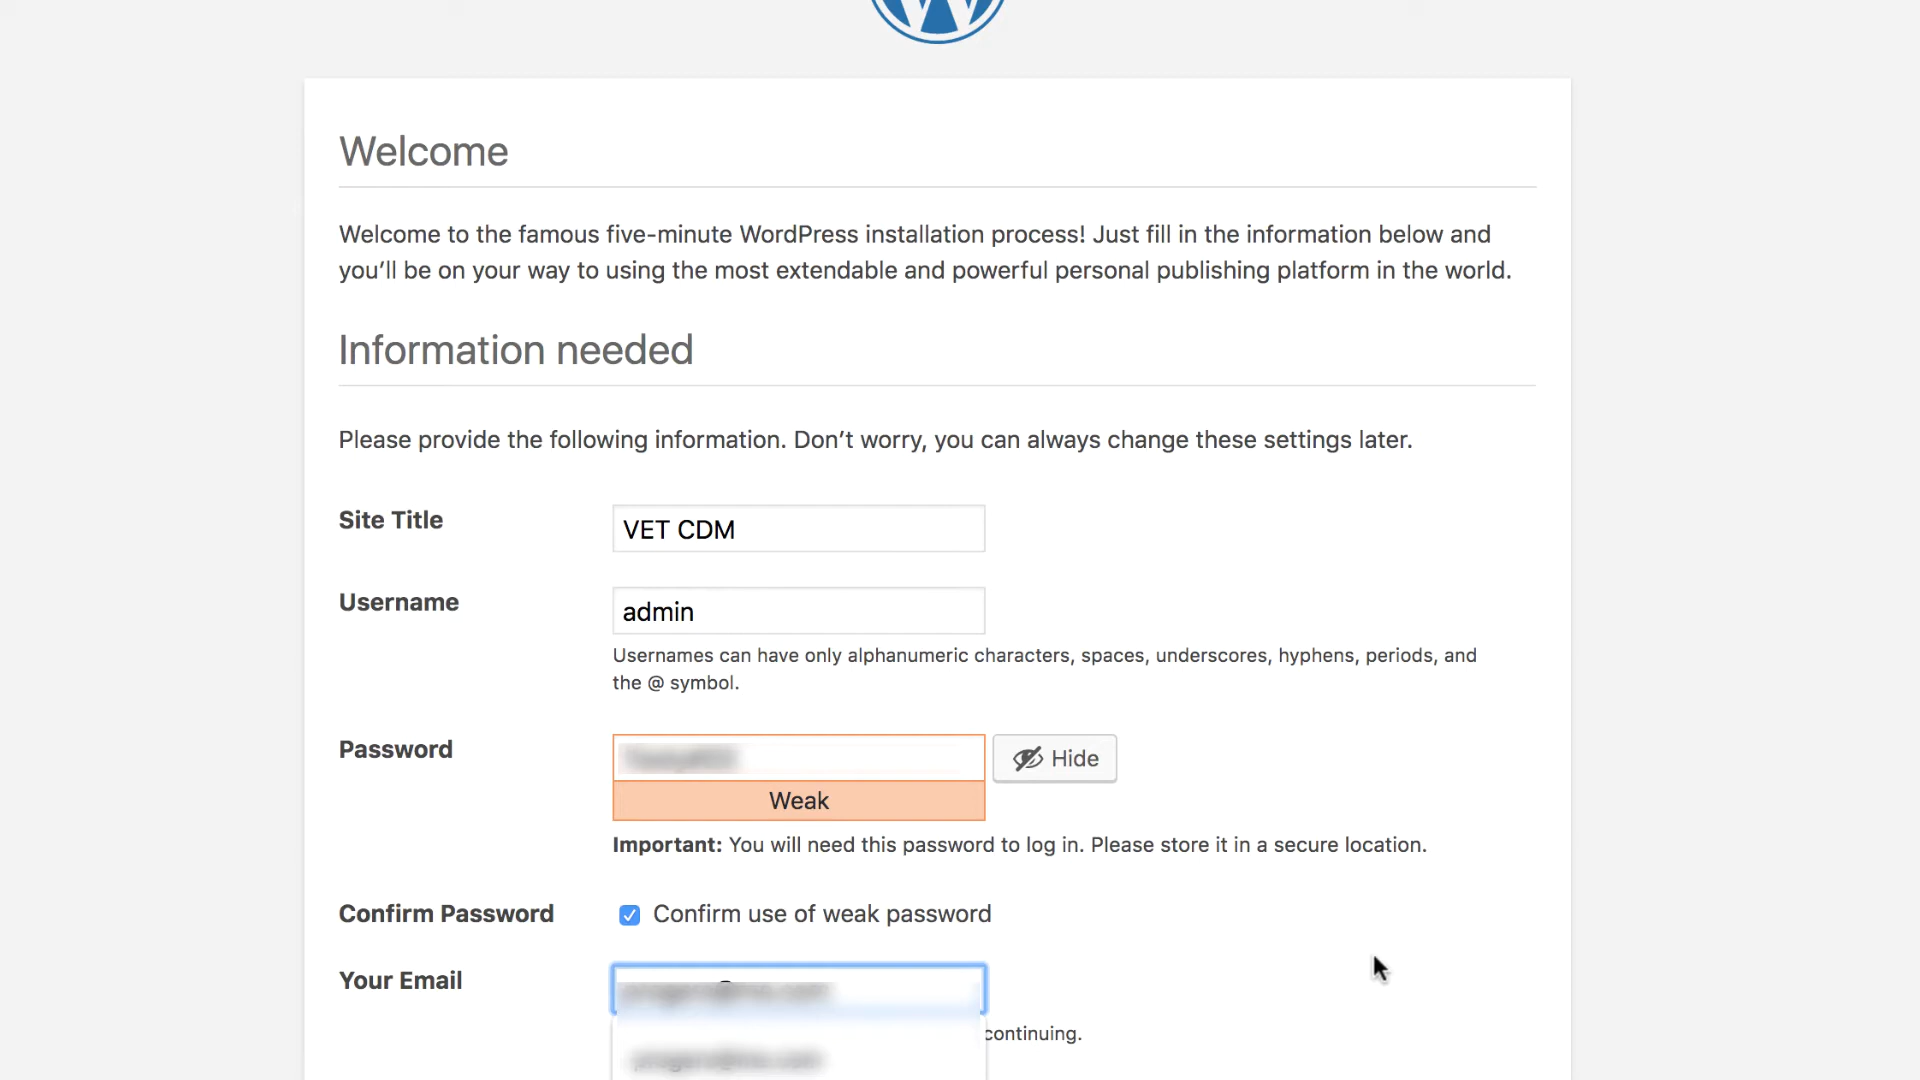 Welcome
Welcome to the famous five-minute WordPress installation process! Just fill in the information below and
you’ll be on your way to using the most extendable and powerful personal publishing platform in the world.
Information needed
Please provide the following information. Don’t worry, you can always change these settings later.
Site Title
VET CDM
Username
admin
Usernames can have only alphanumeric characters, spaces, underscores, hyphens, periods, and
the @ symbol.
Password
Hide
Weak
Important: You will need this password to log in. Please store it in a secure location.
Confirm Password
Confirm use of weak password
Your Email
continuing.